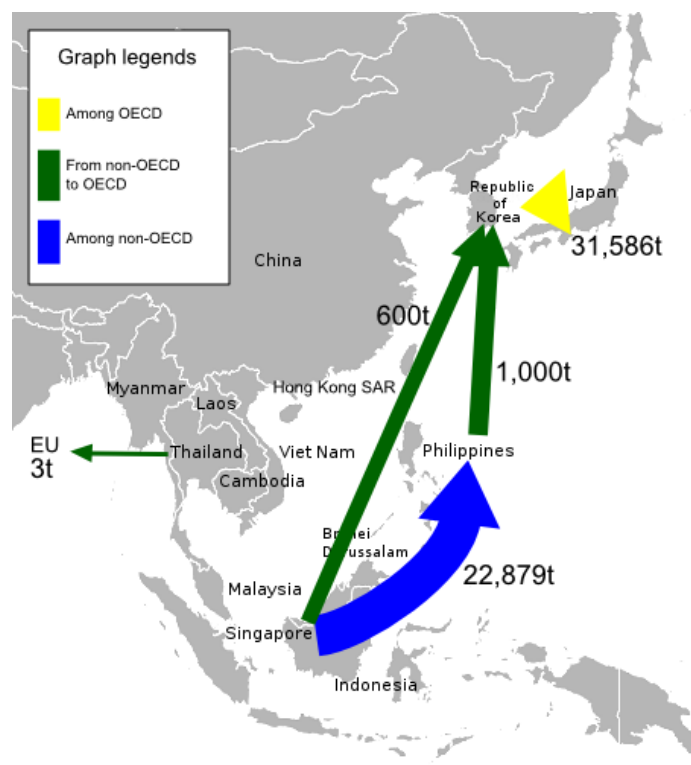 Graph legends
Among OECD
From non-OECD
to OECD
Among non-OECD
Republic
of
Korea
Japan
31,586t
China
600t
1,000t
Hong Kong SAR
Myanmar
Laos
EU
3t
Thailand
Viet Nam
Philippines
Cambodia
Brunei
Darussalam
22,879t
Malaysia
Singapore
Indonesia